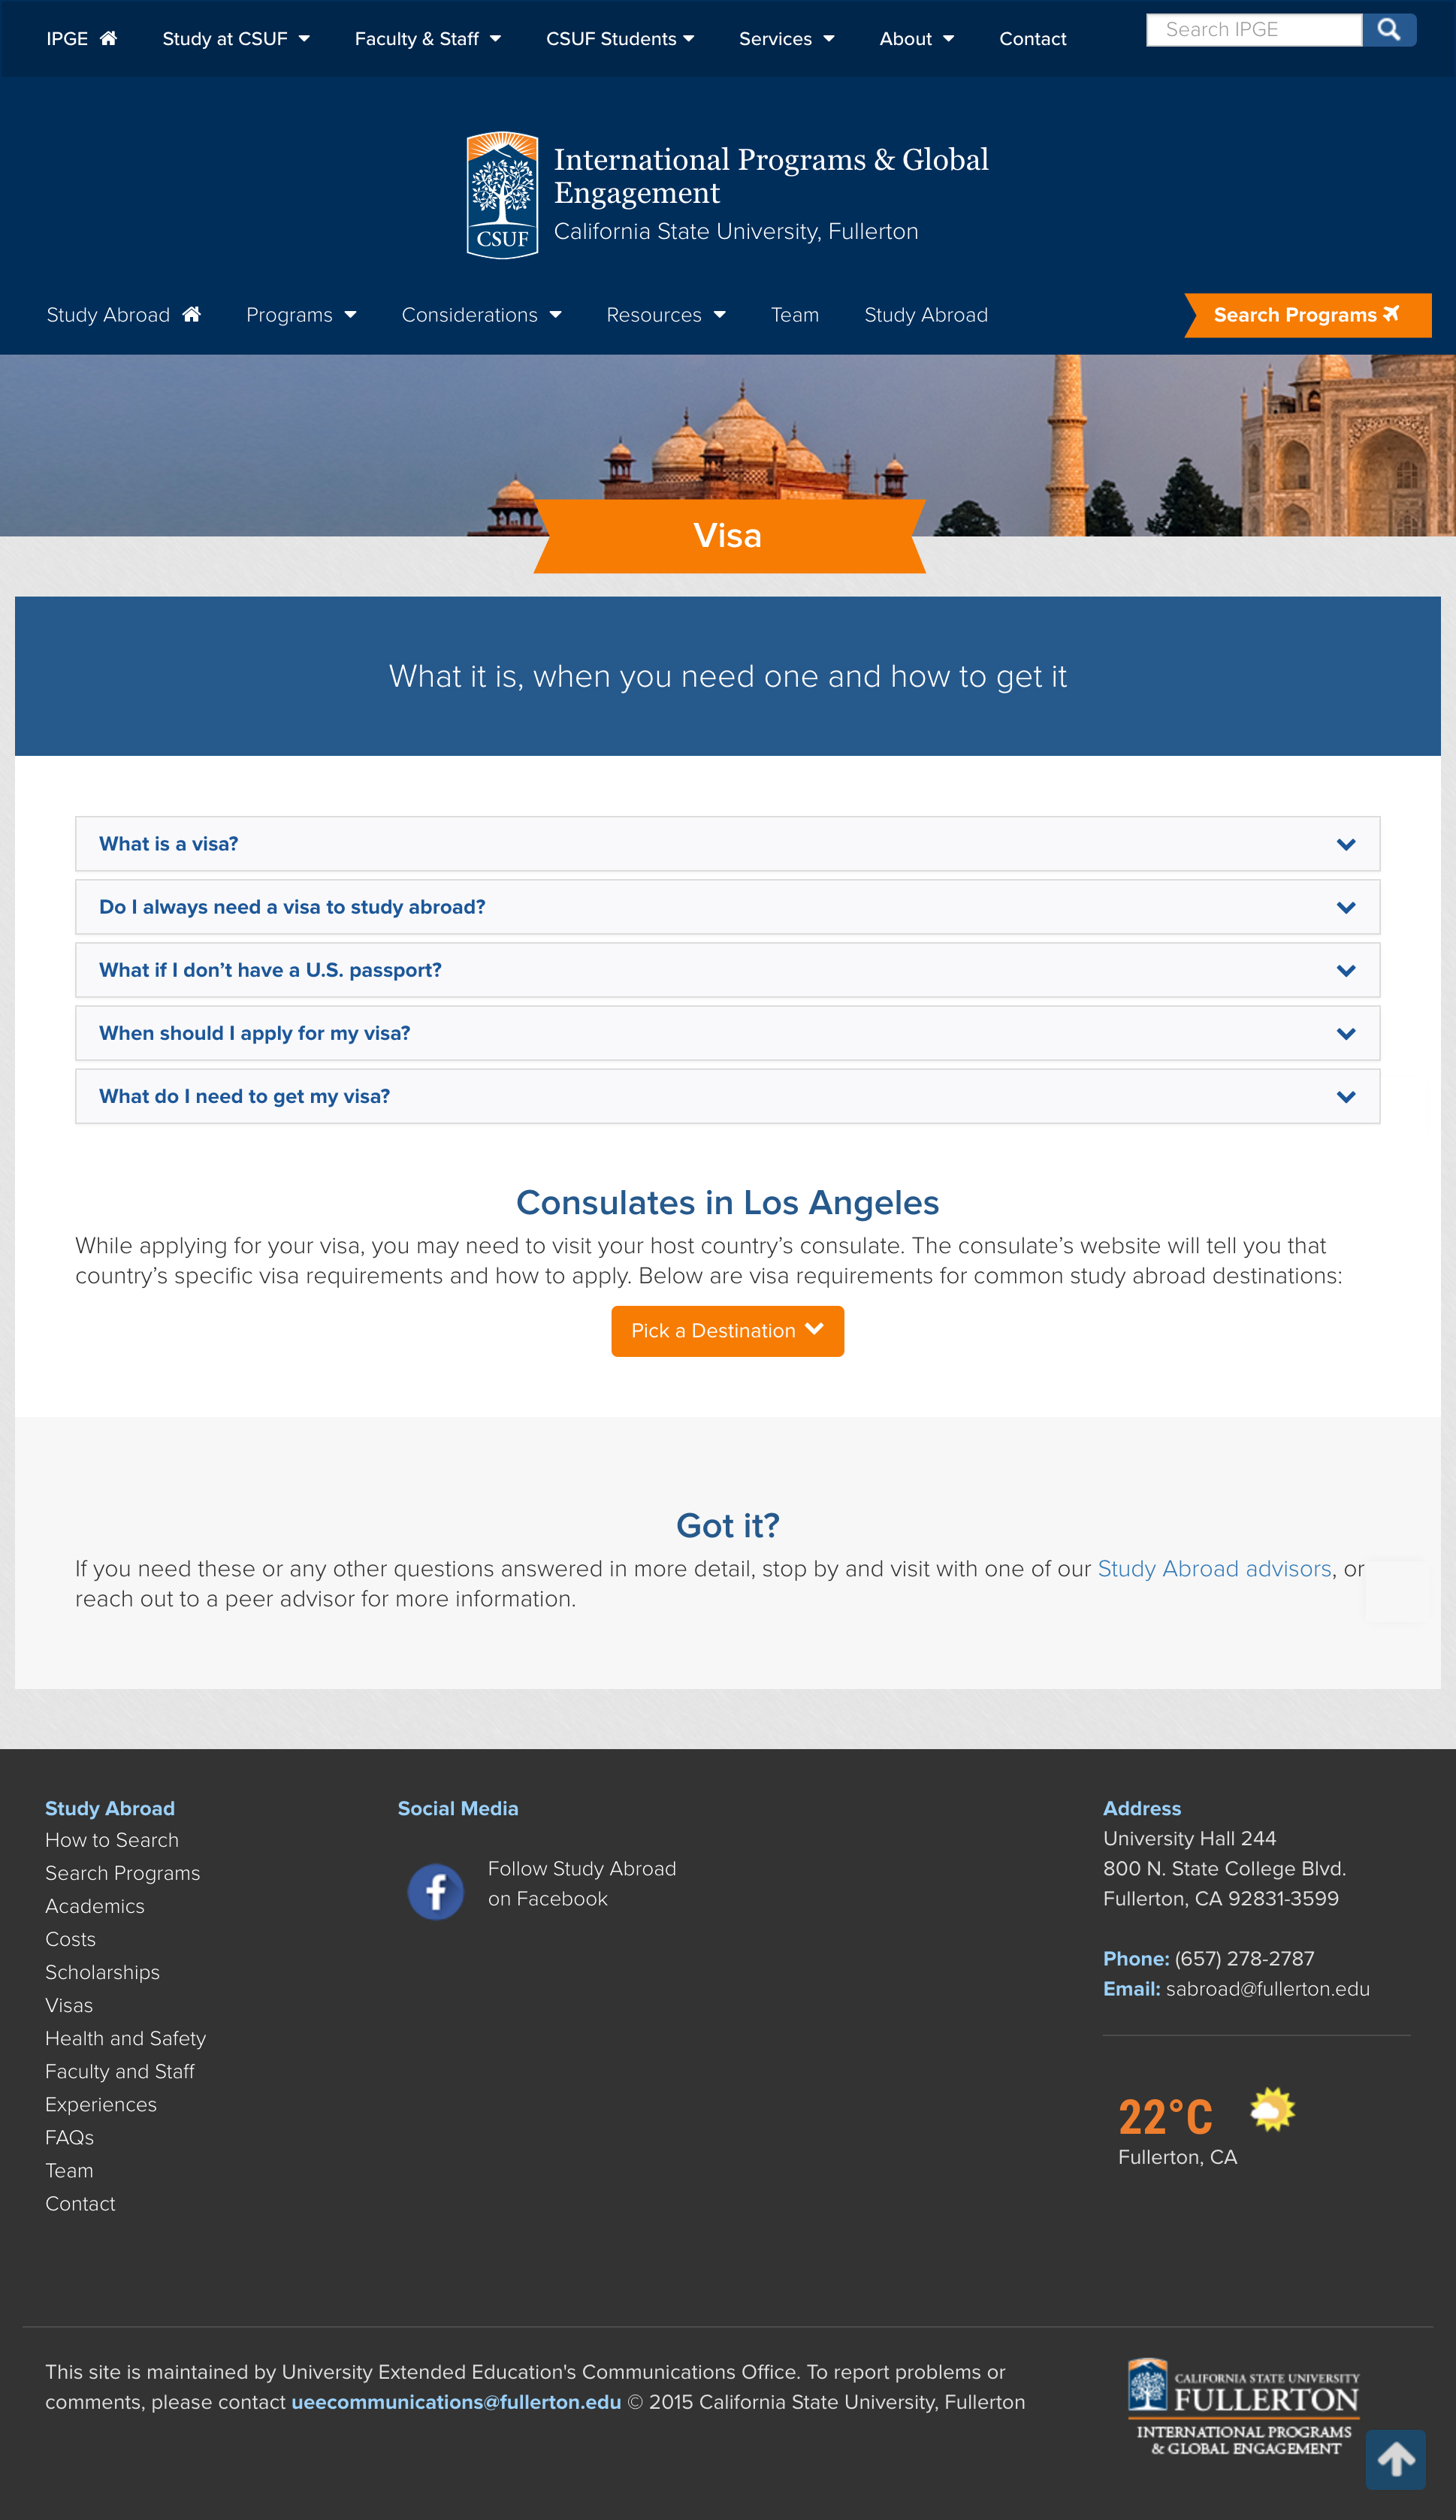 IPGE
Study at CSUF
Faculty & Staff
CSUF Students
Services
About
Contact
Search IPGE
CSUF
International Programs & Global
Engagement
California State University, Fullerton
Study Abroad
Programs
Considerations
Resources
Team
Study Abroad
Search Programs
Visa
What it is, when you need one and how to get it
What is a visa?
Do I always need a visa to study abroad?
What if I don’t have a U.S. passport?
When should I apply for my visa?
What do I need to get my visa?
Consulates in Los Angeles
While applying for your visa, you may need to visit your host country’s consulate. The consulate’s website will tell you that
country’s specific visa requirements and how to apply. Below are visa requirements for common study abroad destinations:
Pick a Destination
Got it?
If you need these or any other questions answered in more detail, stop by and visit with one of our Study Abroad advisors, or
reach out to a peer advisor for more information.
Study Abroad
How to Search
Search Programs
Academics
Costs
Scholarships
Visas
Health and Safety
Faculty and Staff
Experiences
FAQs
Team
Contact
Social Media
Follow Study Abroad
on Facebook
Address
University Hall 244
800 N. State College Blvd.
Fullerton, CA 92831-3599
Phone: (657) 278-2787
Email: sabroad@fullerton.edu
22°C
Fullerton, CA
This site is maintained by University Extended Education's Communications Office. To report problems or
comments, please contact ueecommunications@fullerton.edu © 2015 California State University, Fullerton
CALIFORNIA STATE UNIVERSITY
FULLERTON
INTERNATIONAL PROGRAMS
& GLOBAL ENGAGEMENT